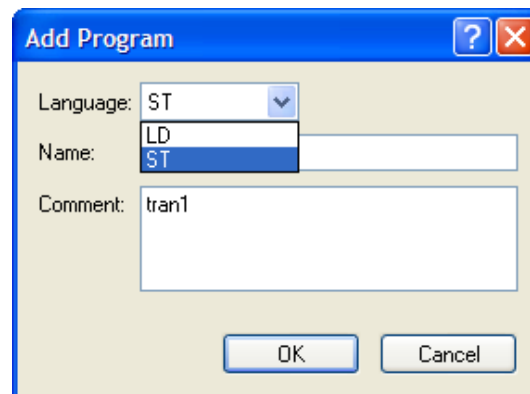 Add Program
Language: ST
LD
Name:
ST
Comment: tran1
OK Cancel